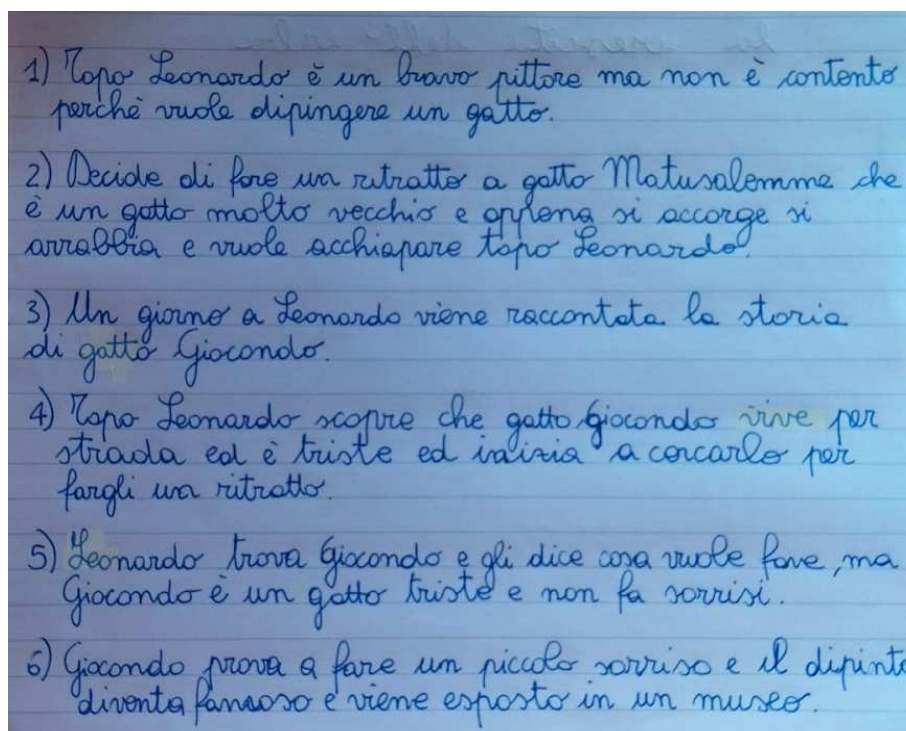 1) Topo Leonardo è un bravo pittore ma non è contento
perchè vuole dipingere un gatto.
2) Decide di fare un ritratto a gatto Matusalemme che
è un gatto molto vecchio e appena si accorge si
arrabbia e vuole acchiapare topo Leonardo.
3) Un giorno a Leonardo viene raccontata la storia
di gatto Giocondo.
4) Topo Leonardo scopre che gatto Giocondo vive per
strada ed è triste ed inizia a cercarlo per
fargli un ritratto.
5) Leonardo trova Giocondo e gli dice cosa vuole fare, ma
Giocondo è un gatto triste e non fa sorrisi.
6) Giocondo prova a fare un piccolo sorriso e il dipinto
diventa famoso e viene esposto in un museo.